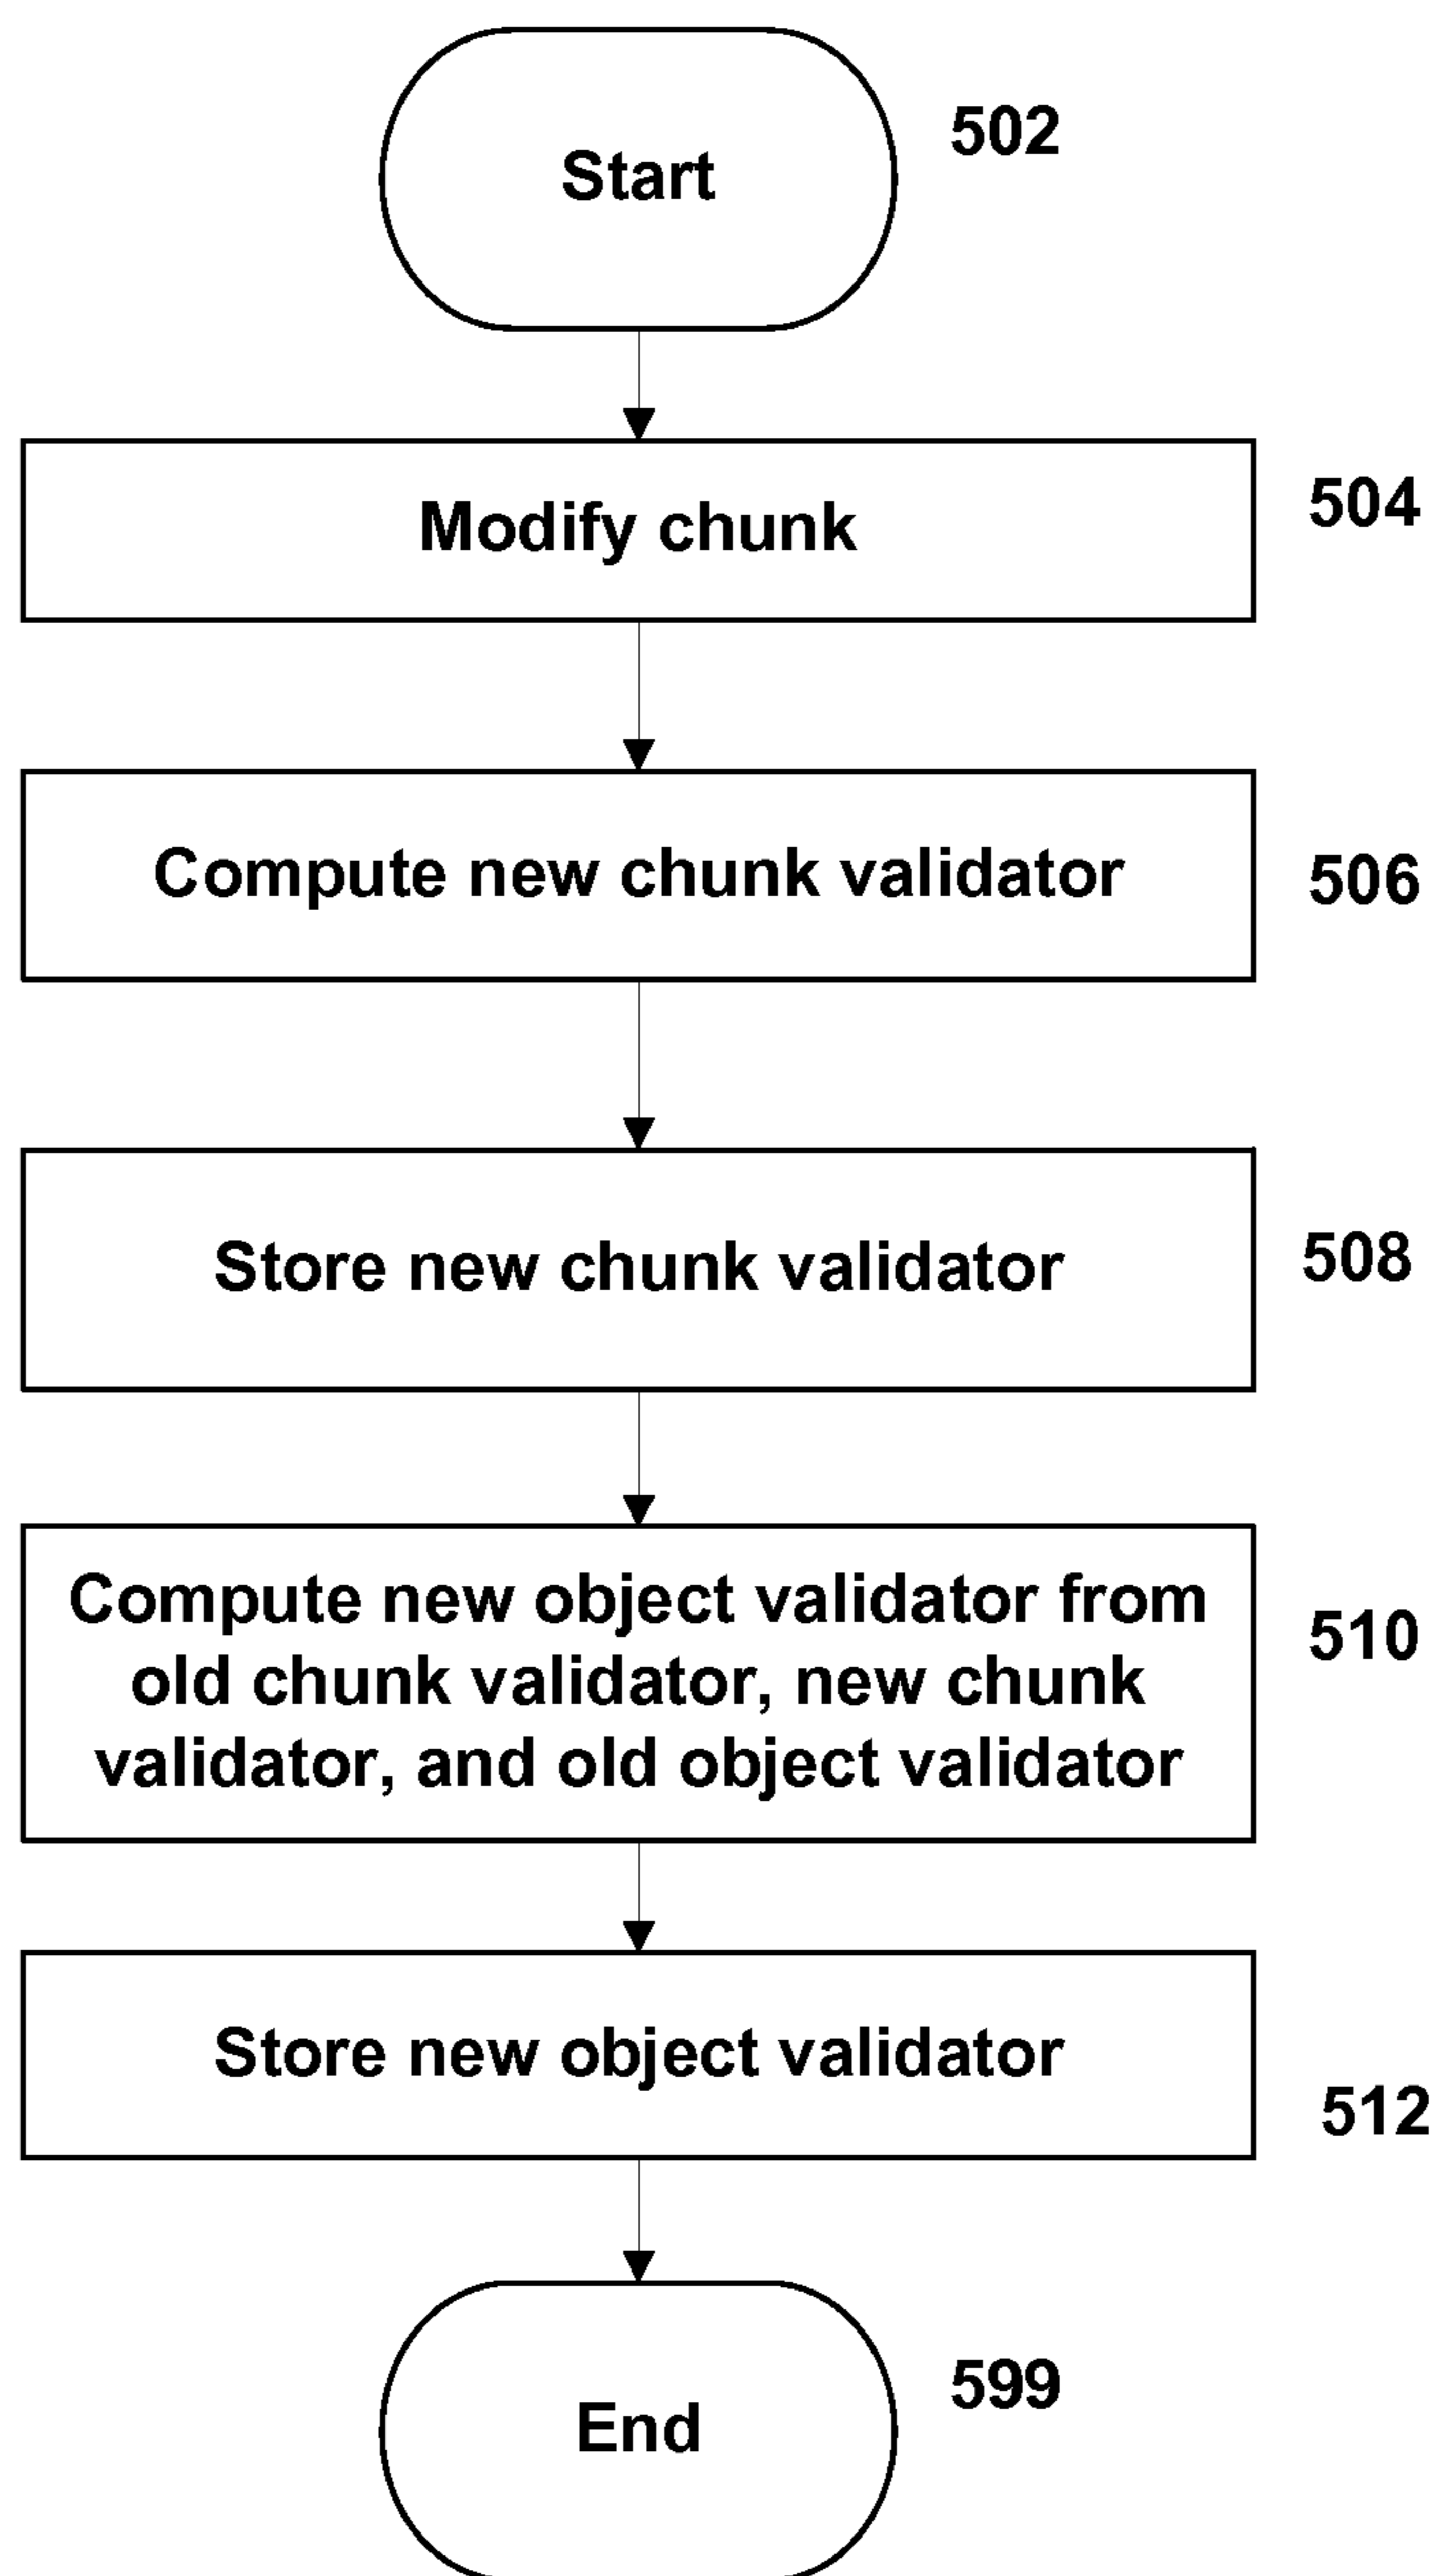 Start
502
Modify chunk
504
Compute new chunk validator
506
Store new chunk validator
508
Compute new object validator from
old chunk validator, new chunk
validator, and old object validator
510
Store new object validator
512
End
599